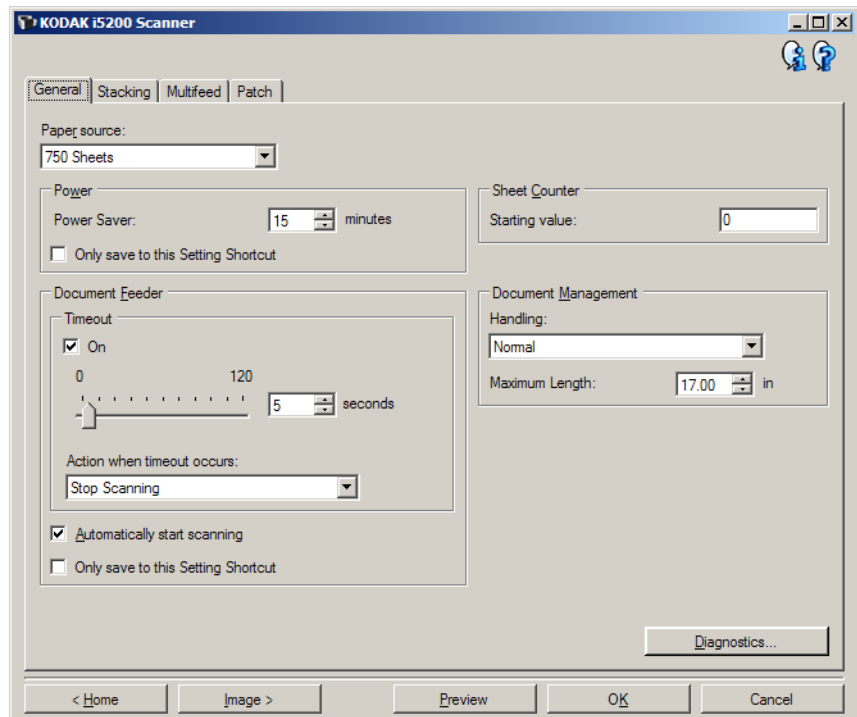 KODAK i5200 Scanner
General Stacking Multifeed Patch
Paper source:
750 Sheets
Power
Power Saver: 15 minutes
Only save to this Setting Shortcut
Sheet Counter
Starting value: 0
Document Feeder
Timeout
On
0 120
5 seconds
Action when timeout occurs:
Stop Scanning
Automatically start scanning
Only save to this Setting Shortcut
Document Management
Handling:
Normal
Maximum Length: 17.00 in
Diagnostics...
< Home Image > Preview OK Cancel